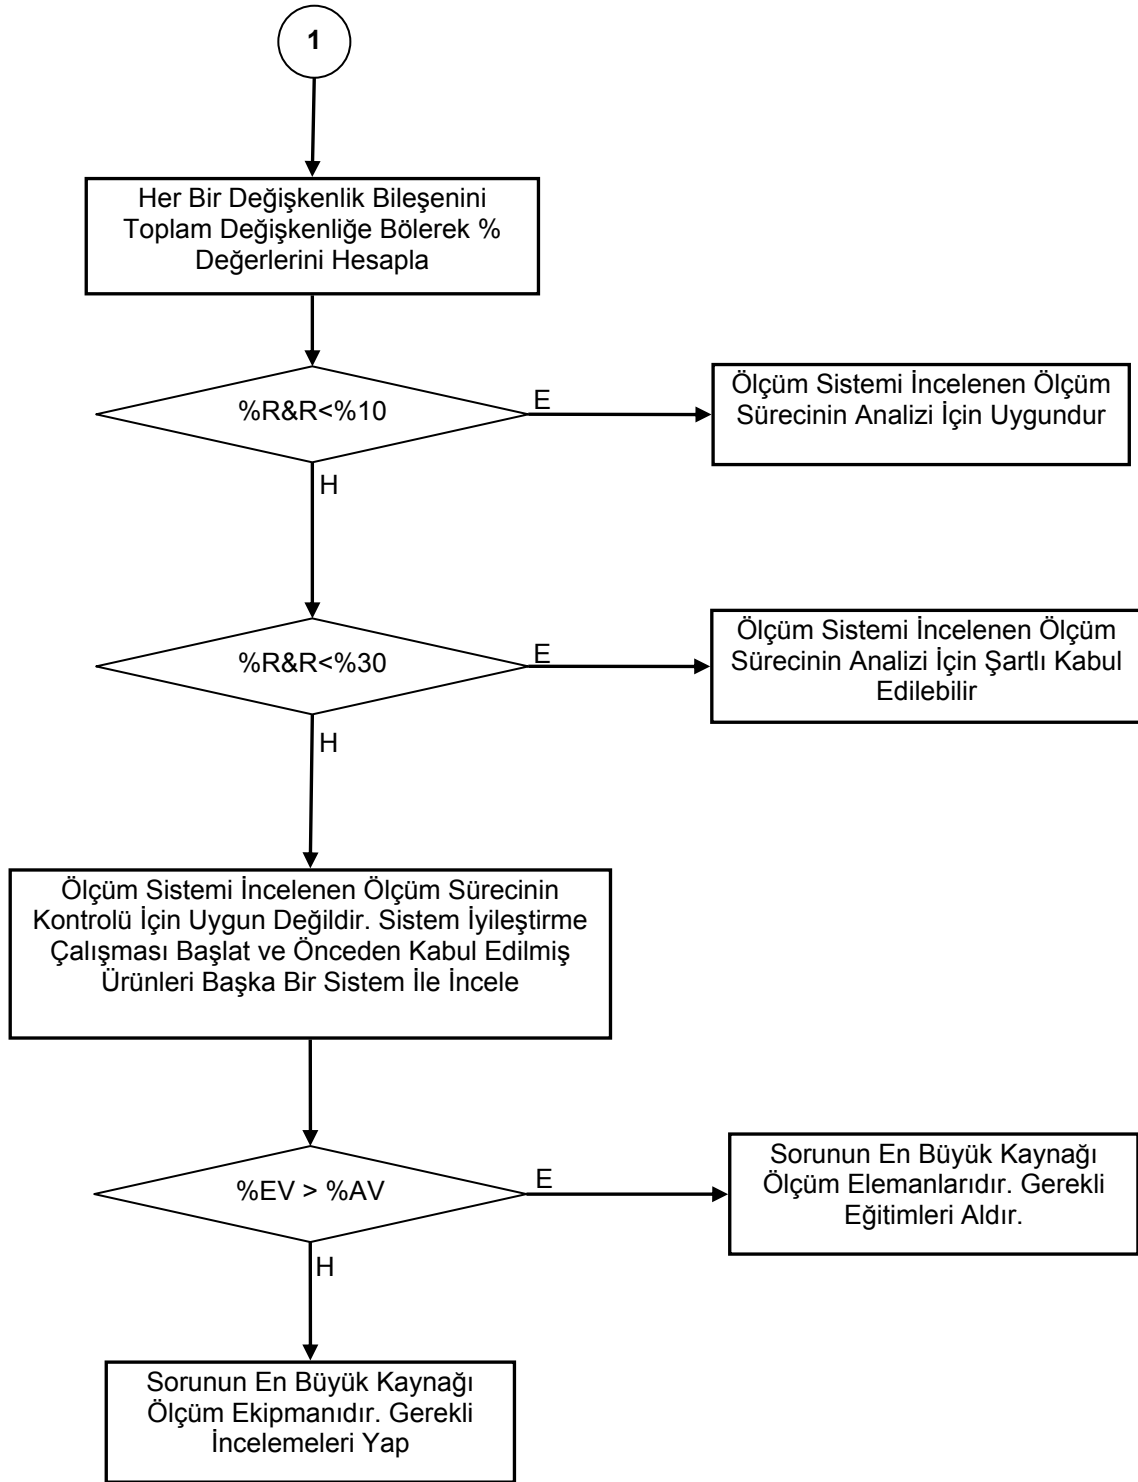 1
Her Bir Değişkenlik Bileşenini
Toplam Değişkenliğe Bölerek %
Değerlerini Hesapla
%R&R<%10
E
Ölçüm Sistemi İncelenen Ölçüm
Sürecinin Analizi İçin Uygundur
H
%R&R<%30
E
Ölçüm Sistemi İncelenen Ölçüm
Sürecinin Analizi İçin Şartlı Kabul
Edilebilir
H
Ölçüm Sistemi İncelenen Ölçüm Sürecinin
Kontrolü İçin Uygun Değildir. Sistem İyileştirme
Çalışması Başlat ve Önceden Kabul Edilmiş
Ürünleri Başka Bir Sistem İle İncele
%EV > %AV
E
Sorunun En Büyük Kaynağı
Ölçüm Elemanlarıdır. Gerekli
Eğitimleri Aldır.
H
Sorunun En Büyük Kaynağı
Ölçüm Ekipmanıdır. Gerekli
İncelemeleri Yap